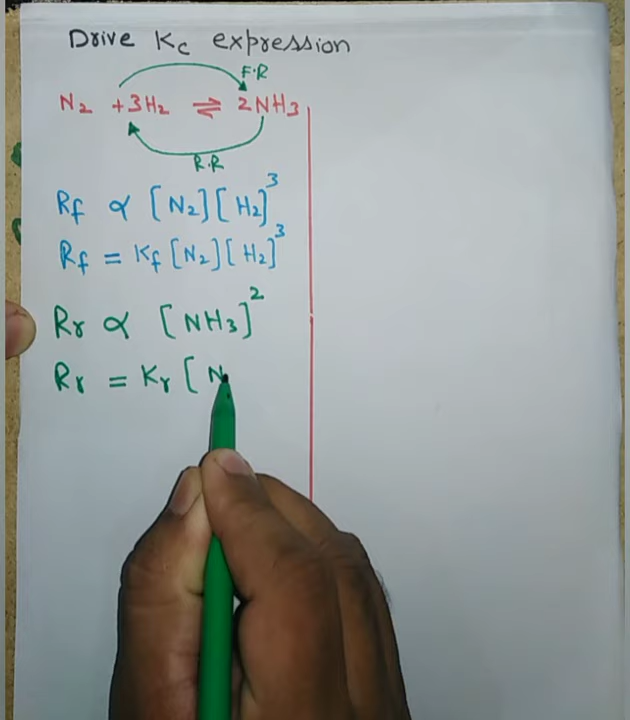 Drive Kc expression
F.R
N2 +3H2 ⇌ 2NH3
R.R
Rf ∝ [N2][H2]^3
Rf = Kf [N2][H2]^3
Rr ∝ [NH3]^2
Rr = Kr [N